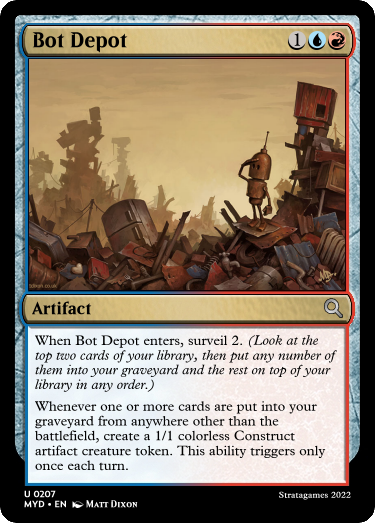 Bot Depot 1
Artifact
When Bot Depot enters, surveil 2. (Look at the
top two cards of your library, then put any number of
them into your graveyard and the rest on top of your
library in any order.)
Whenever one or more cards are put into your
graveyard from anywhere other than the
battlefield, create a 1/1 colorless Construct
artifact creature token. This ability triggers only
once each turn.
U 0207 Stratagames 2022
MYD • EN Matt Dixon